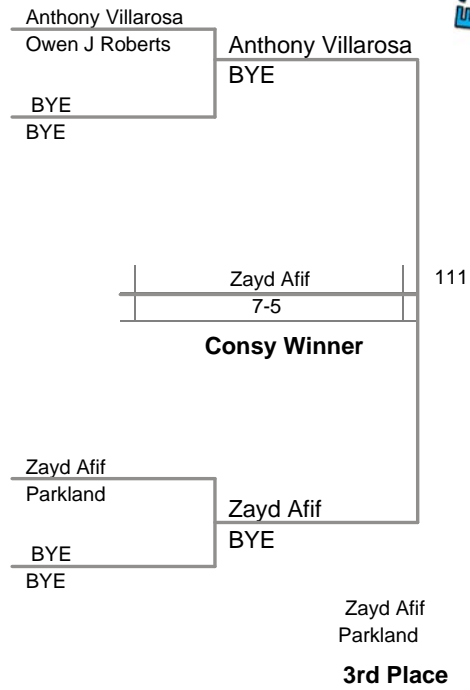 Anthony Villarosa
Owen J Roberts
Anthony Villarosa
BYE
BYE
BYE
Zayd Afif
111
7-5
Consy Winner
Zayd Afif
Parkland
Zayd Afif
BYE
BYE
BYE
Zayd Afif
Parkland
3rd Place